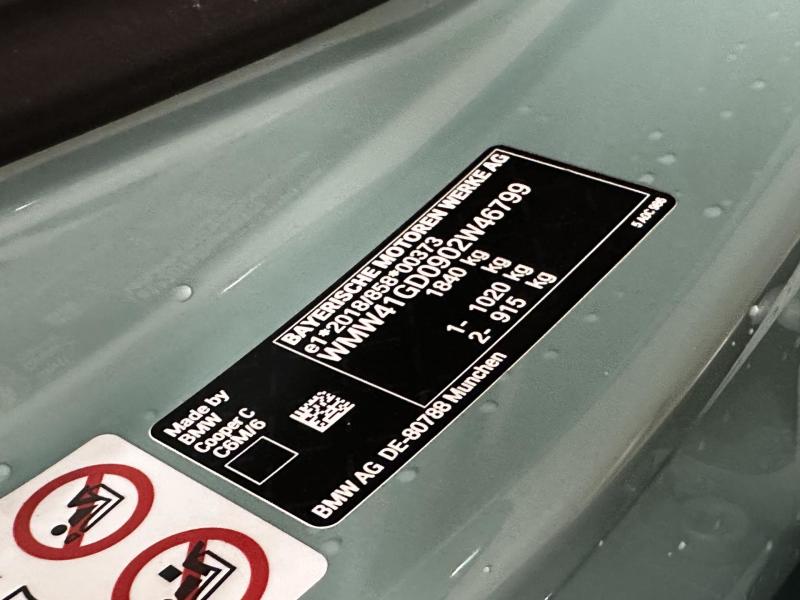 BAYERISCHE MOTOREN WERKE AG
e1*2018/858*00373
WMW41GD0902W46799
1840 kg
1- 1020 kg
2- 915 kg
Made by
BMW
Cooper C
C6M/6
BMW AG DE-80788 Munchen